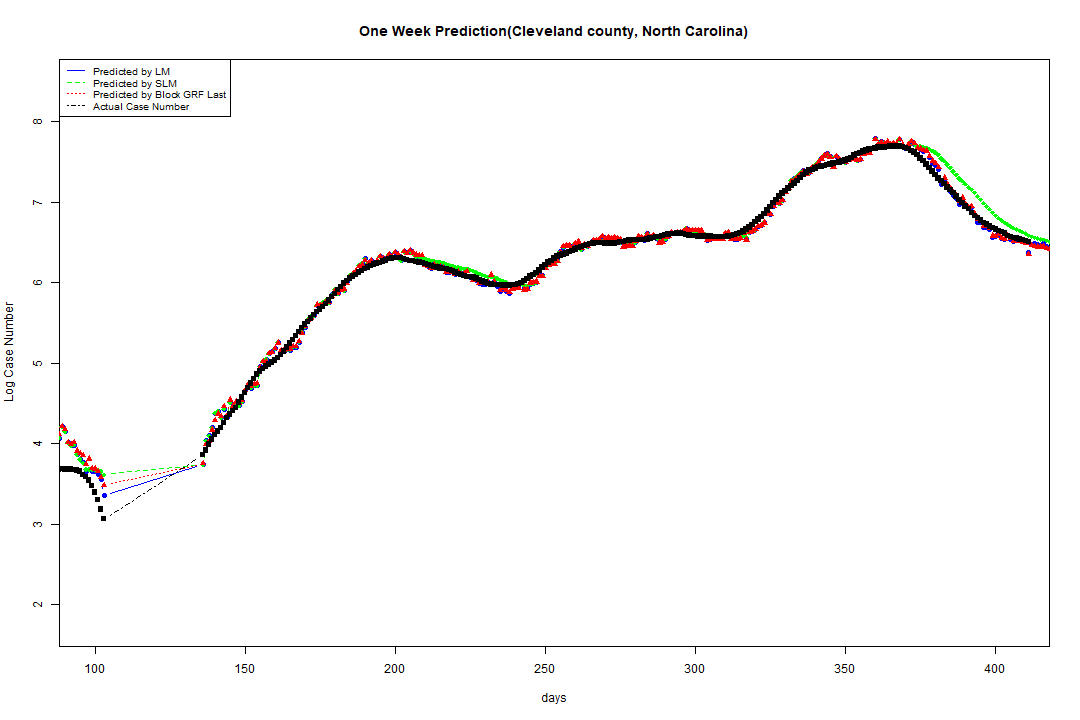 One Week Prediction(Cleveland county, North Carolina)
Predicted by LM
Predicted by SLM
Predicted by Block GRF Last
Actual Case Number
Log Case Number
8
7
6
5
4
3
2
100 150 200 250 300 350 400
days